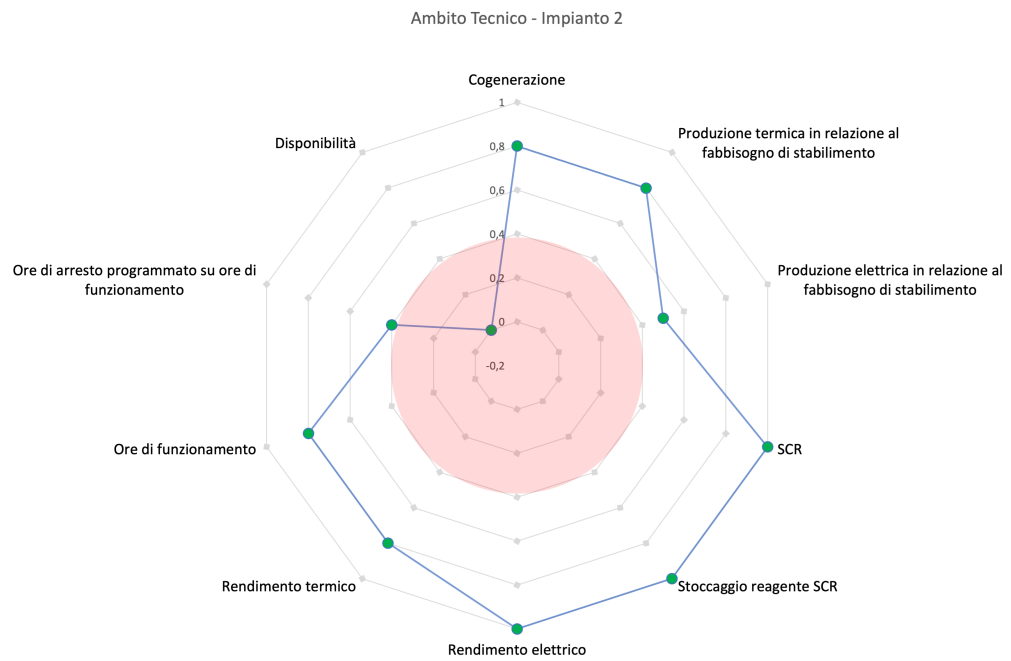 Ambito Tecnico - Impianto 2
Cogenerazione
1
Produzione termica in relazione al
fabbisogno di stabilimento
Disponibilità
0,8
0,6
0,4
Ore di arresto programmato su ore di
funzionamento
Produzione elettrica in relazione al
fabbisogno di stabilimento
0,2
0
-0,2
Ore di funzionamento
SCR
Rendimento termico
Stoccaggio reagente SCR
Rendimento elettrico